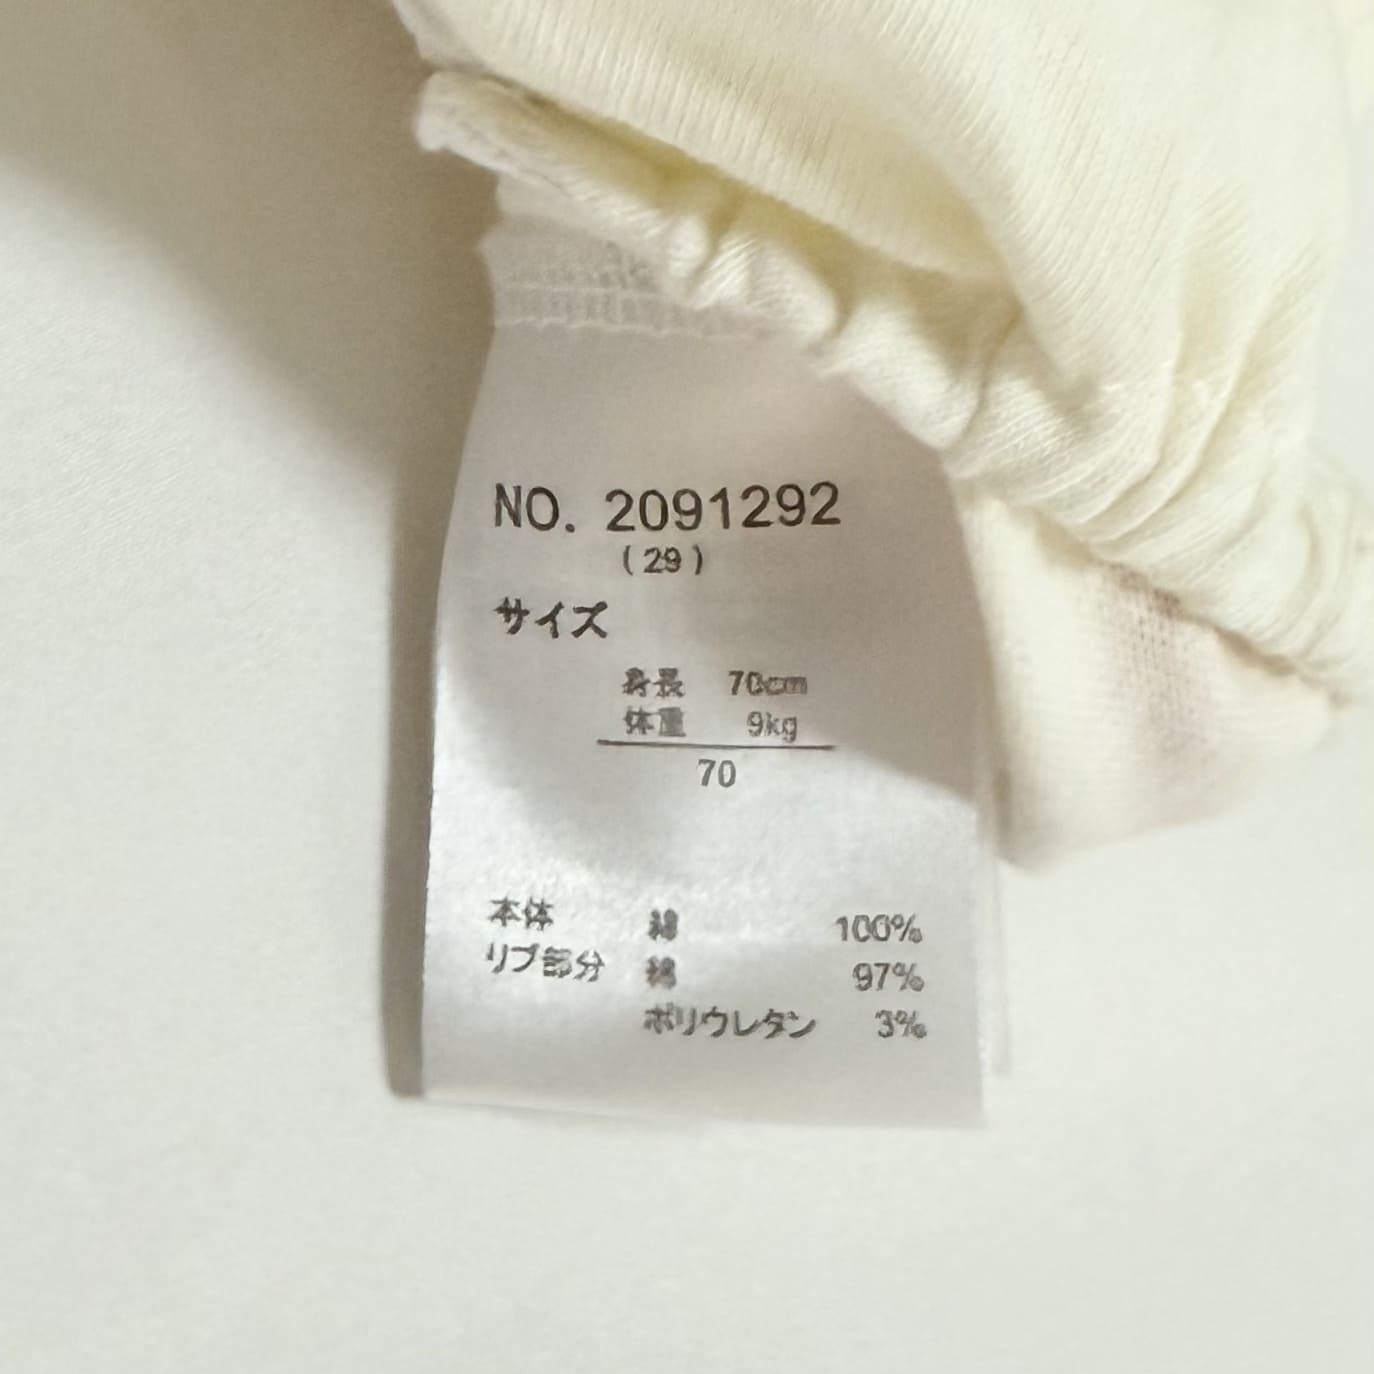 NO. 2091292
(29)
サイズ
身長 70cm
体重 9kg
70
本体 綿 100%
リブ部分 綿 97%
ポリウレタン 3%